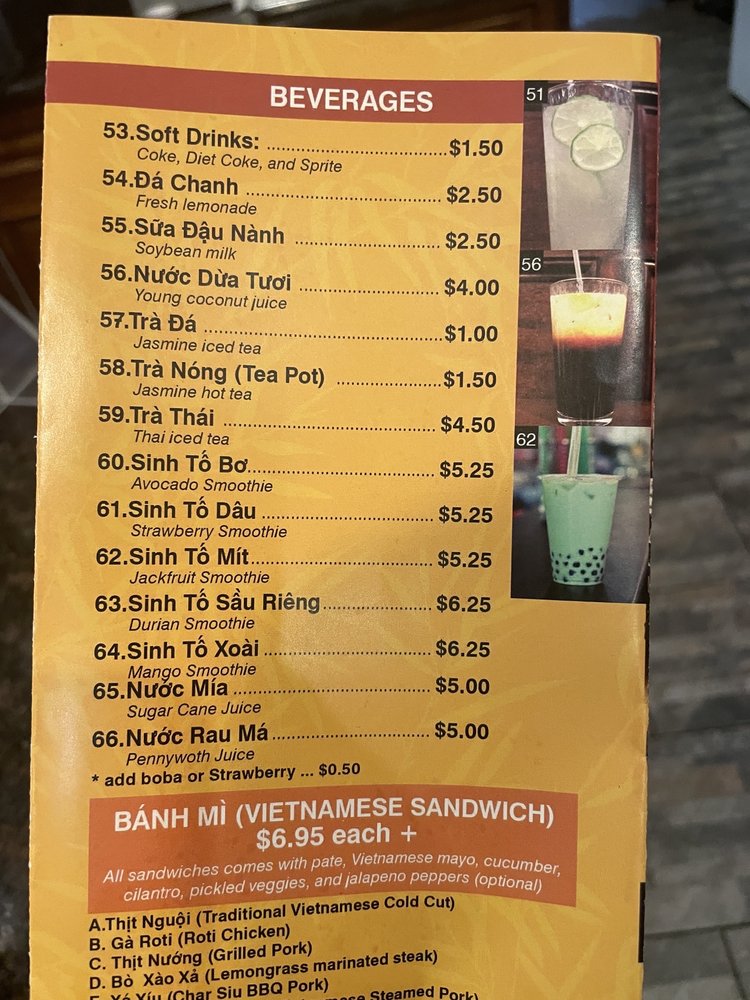 BEVERAGES
53.Soft Drinks: ........................................$1.50
Coke, Diet Coke, and Sprite
54.Đá Chanh ........................................... $2.50
Fresh lemonade
55.Sữa Đậu Nành ................................ $2.50
Soybean milk
56.Nước Dừa Tươi ............................... $4.00
Young coconut juice
57.Trà Đá ..................................................$1.00
Jasmine iced tea
58.Trà Nóng (Tea Pot) ....................... $1.50
Jasmine hot tea
59.Trà Thái ............................................. $4.50
Thai iced tea
60.Sinh Tố Bơ....................................... $5.25
Avocado Smoothie
61.Sinh Tố Dâu .................................... $5.25
Strawberry Smoothie
62.Sinh Tố Mít...................................... $5.25
Jackfruit Smoothie
63.Sinh Tố Sầu Riêng....................... $6.25
Durian Smoothie
64.Sinh Tố Xoài ................................... $6.25
Mango Smoothie
65.Nước Mía ......................................... $5.00
Sugar Cane Juice
66.Nước Rau Má ................................. $5.00
Pennywoth Juice
* add boba or Strawberry ... $0.50
51
56
62
BÁNH MÌ (VIETNAMESE SANDWICH)
$6.95 each +
All sandwiches comes with pate, Vietnamese mayo, cucumber,
cilantro, pickled veggies, and jalapeno peppers (optional)
A.Thịt Nguội (Traditional Vietnamese Cold Cut)
B. Gà Roti (Roti Chicken)
C. Thịt Nướng (Grilled Pork)
D. Bò Xào Xả (Lemongrass marinated steak)
E. Xá Xíu (Char Siu BBQ Pork)
Steamed Pork)